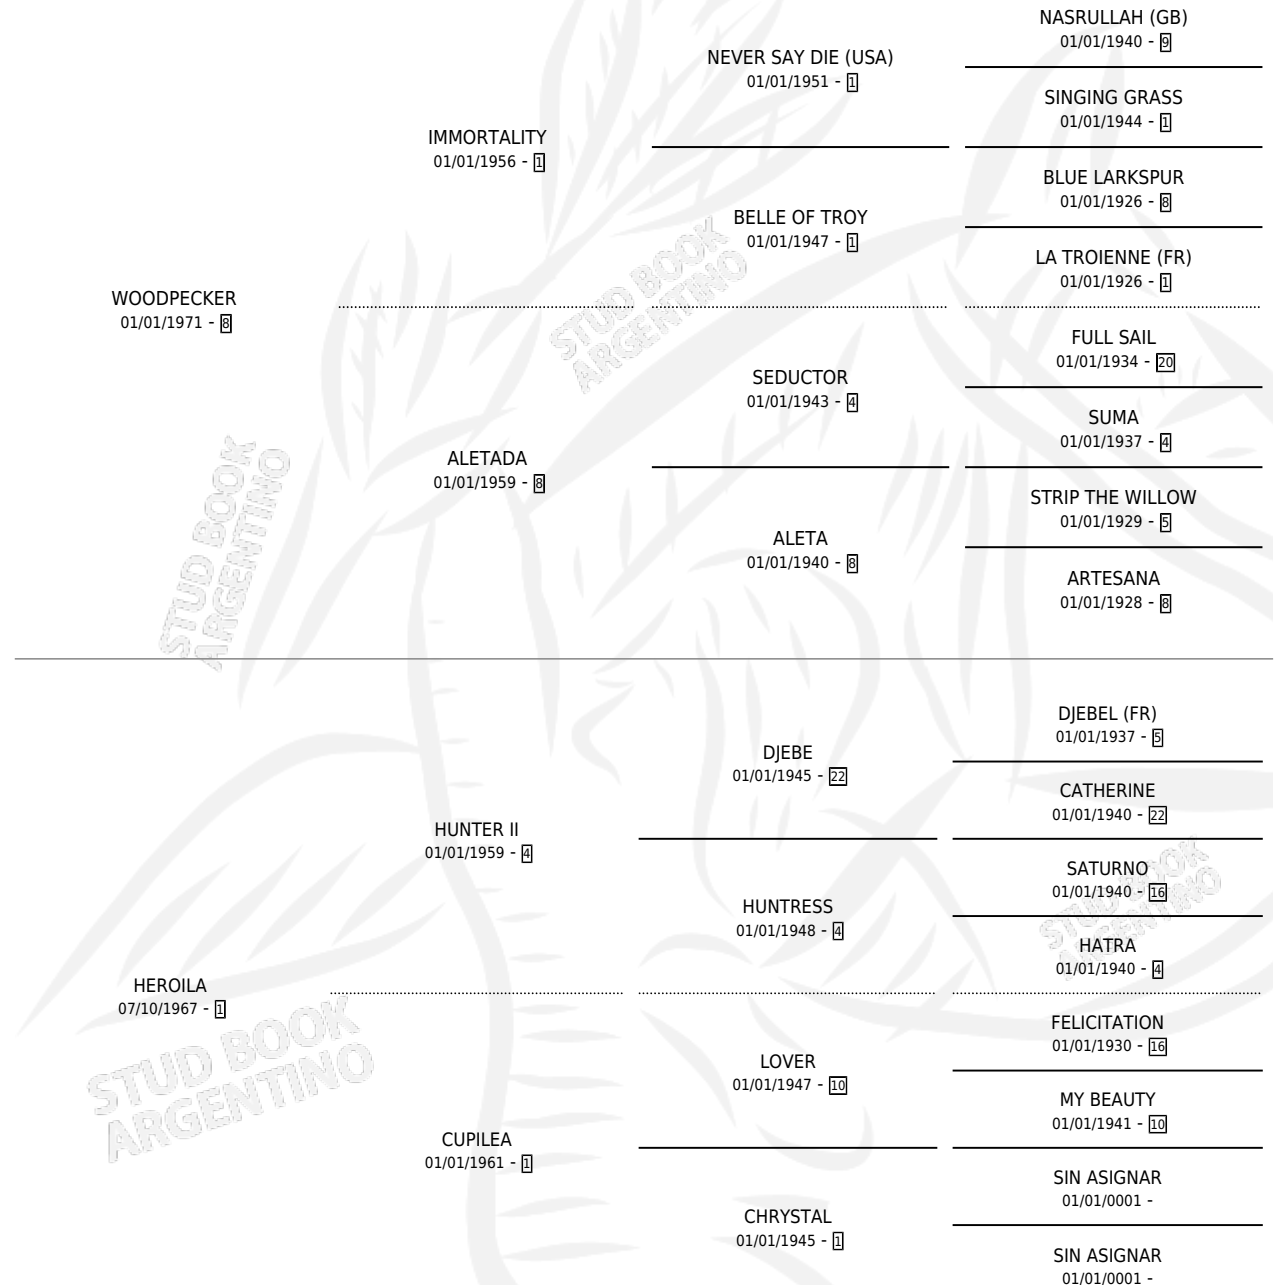 NASRULLAH (GB)
01/01/1940 - 9
NEVER SAY DIE (USA)
01/01/1951 - 1
SINGING GRASS
01/01/1944 - 1
IMMORTALITY
01/01/1956 - 1
BLUE LARKSPUR
01/01/1926 - 8
BELLE OF TROY
01/01/1947 - 1
LA TROIENNE (FR)
01/01/1926 - 1
WOODPECKER
01/01/1971 - 8
STUD BOOK
ARGENTINO
FULL SAIL
01/01/1934 - 20
SEDUCTOR
01/01/1943 - 4
SUMA
01/01/1937 - 4
ALETADA
01/01/1959 - 8
STRIP THE WILLOW
01/01/1929 - 5
ALETA
01/01/1940 - 8
ARTESANA
01/01/1928 - 8
STUD BOOK
ARGENTINO
DJEBEL (FR)
01/01/1937 - 5
DJEBE
01/01/1945 - 22
CATHERINE
01/01/1940 - 22
HUNTER II
01/01/1959 - 4
SATURNO
01/01/1940 - 16
STUD BOOK
ARGENTINO
HUNTRESS
01/01/1948 - 4
HATRA
01/01/1940 - 4
HEROILA
07/10/1967 - 1
STUD BOOK
ARGENTINO
FELICITATION
01/01/1930 - 16
LOVER
01/01/1947 - 10
MY BEAUTY
01/01/1941 - 10
CUPILEA
01/01/1961 - 1
SIN ASIGNAR
01/01/0001 -
CHRYSTAL
01/01/1945 - 1
SIN ASIGNAR
01/01/0001 -